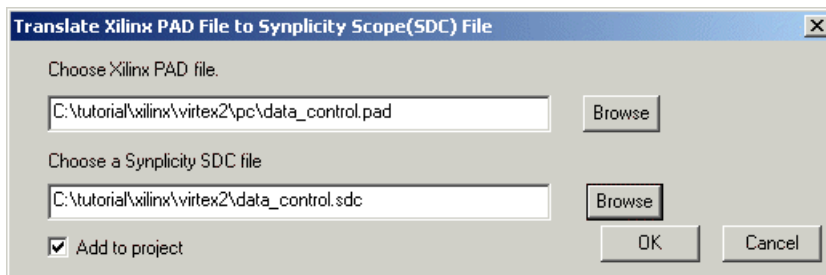 Translate Xilinx PAD File to Synplicity Scope(SDC) File
Choose Xilinx PAD file.
C:\tutorial\xilinx\virtex2\pc\data_control.pad
Browse
Choose a Synplicity SDC file
C:\tutorial\xilinx\virtex2\data_control.sdc
Browse
Add to project
OK
Cancel